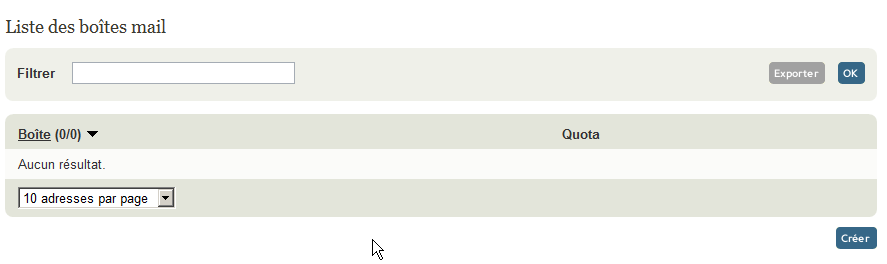 Liste des boîtes mail
Filtrer Exporter OK
Boîte (0/0) Quota
Aucun résultat.
10 adresses par page
Créer